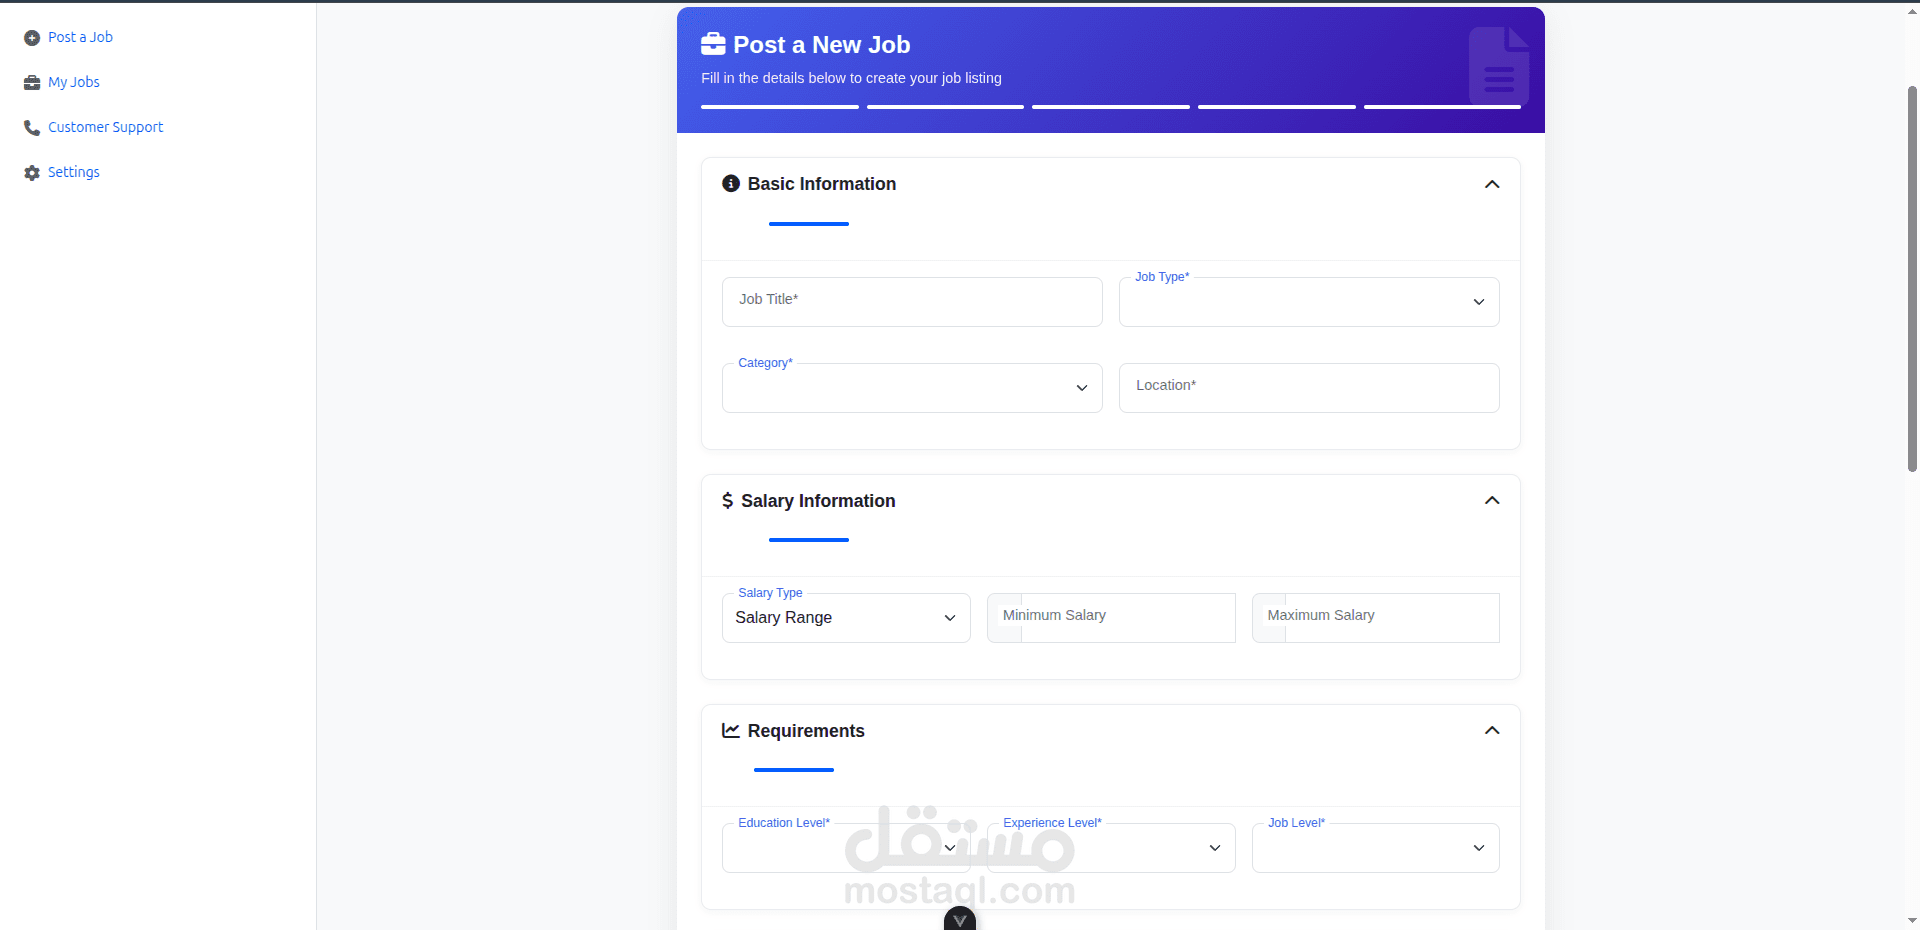 Post a Job
My Jobs
Customer Support
Settings
Post a New Job
Fill in the details below to create your job listing
Basic Information
Job Title*
Job Type*
Category*
Location*
Salary Information
Salary Type
Salary Range
Minimum Salary
Maximum Salary
Requirements
Education Level*
Experience Level*
Job Level*
مستقل
mostaql.com